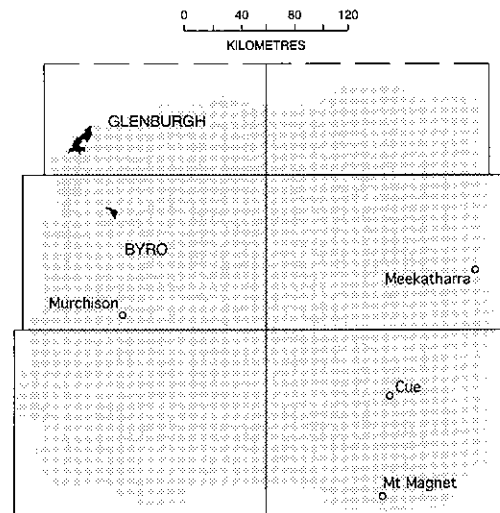 0 40 80 120
KILOMETRES
GLENBURGH
BYRO
Meekatharra
Murchison
Cue
Mt Magnet